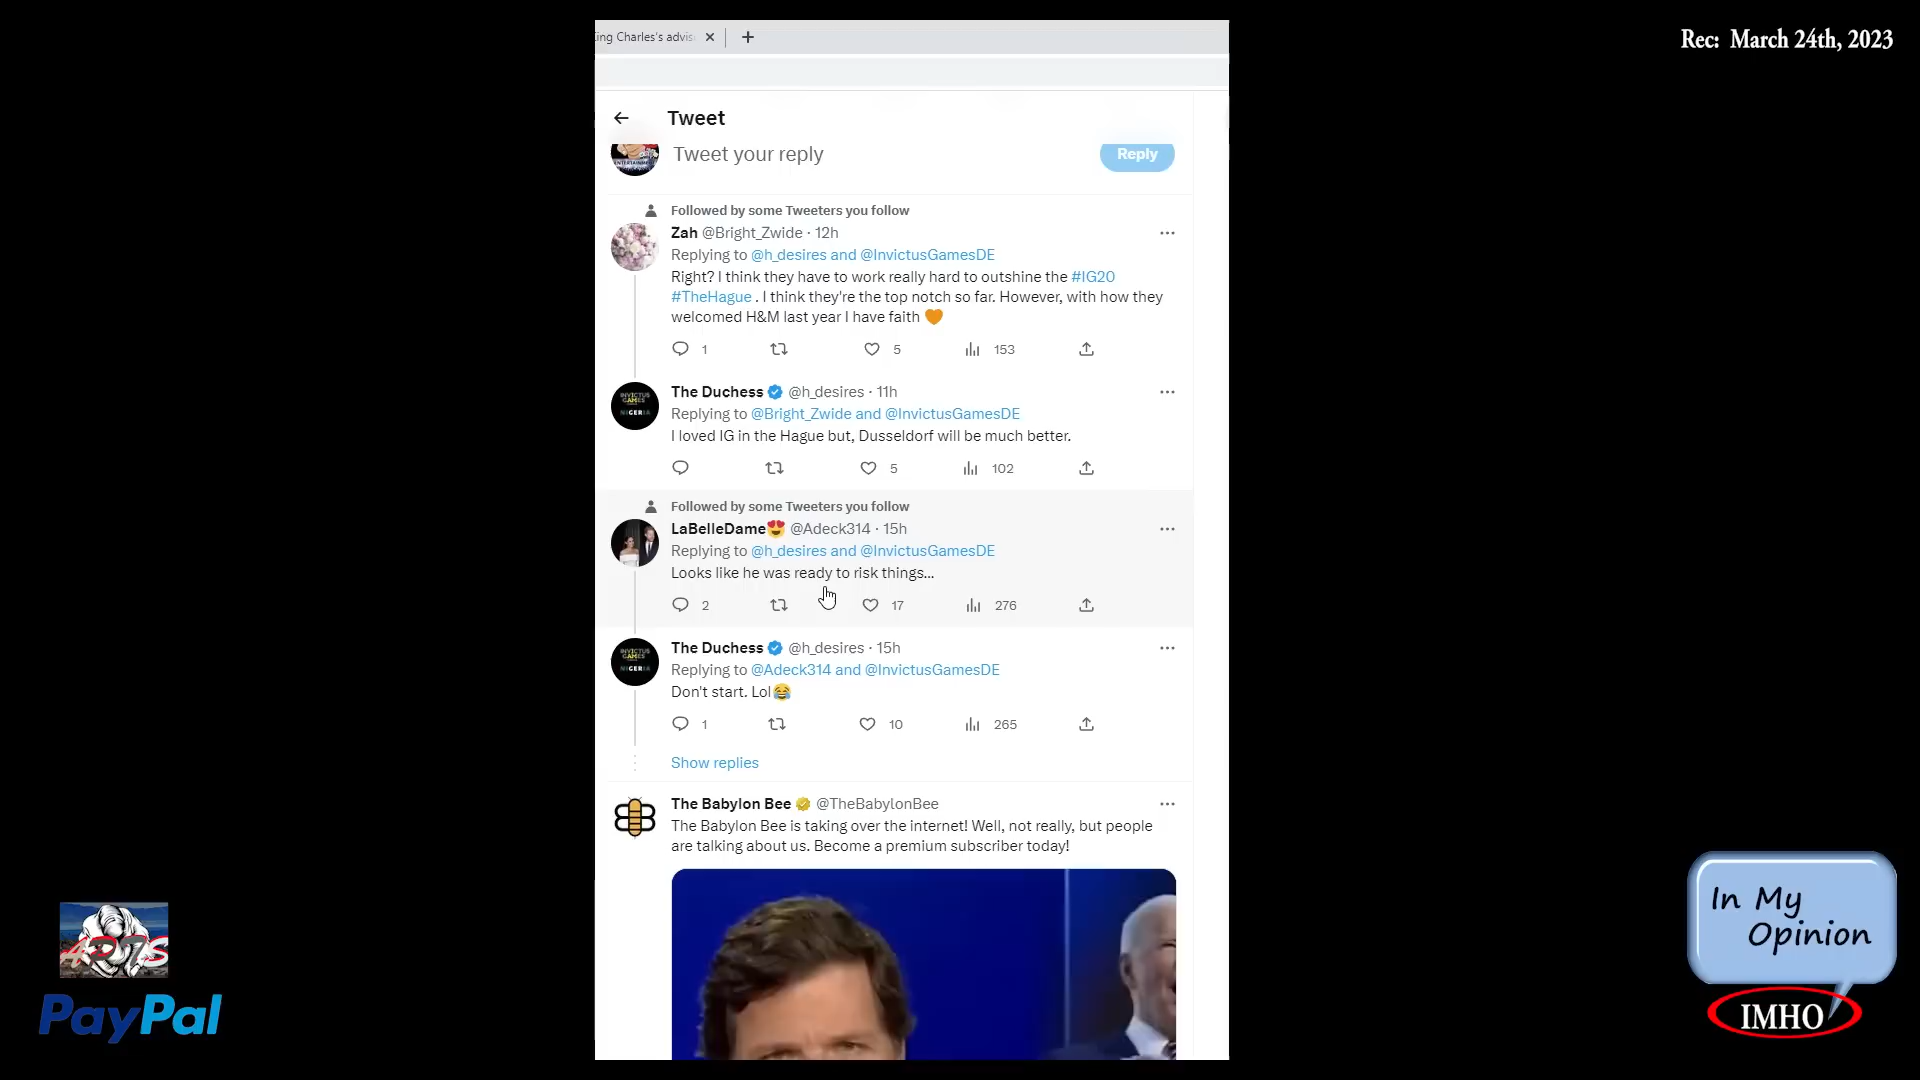 King Charles's advis
Rec: March 24th, 2023
Tweet
Tweet your reply
Reply
Followed by some Tweeters you follow
Zah @Bright_Zwide · 12h
Replying to @h_desires and @InvictusGamesDE
Right? I think they have to work really hard to outshine the #IG20
#TheHague . I think they're the top notch so far. However, with how they
welcomed H&M last year I have faith 🧡
1 5 153
The Duchess @h_desires · 11h
Replying to @Bright_Zwide and @InvictusGamesDE
I loved IG in the Hague but, Dusseldorf will be much better.
5 102
Followed by some Tweeters you follow
LaBelleDame😍 @Adeck314 · 15h
Replying to @h_desires and @InvictusGamesDE
Looks like he was ready to risk things...
2 17 276
The Duchess @h_desires · 15h
Replying to @Adeck314 and @InvictusGamesDE
Don't start. Lol😂
1 10 265
Show replies
The Babylon Bee @TheBabylonBee
The Babylon Bee is taking over the internet! Well, not really, but people
are talking about us. Become a premium subscriber today!
PayPal
In My
Opinion
IMHO